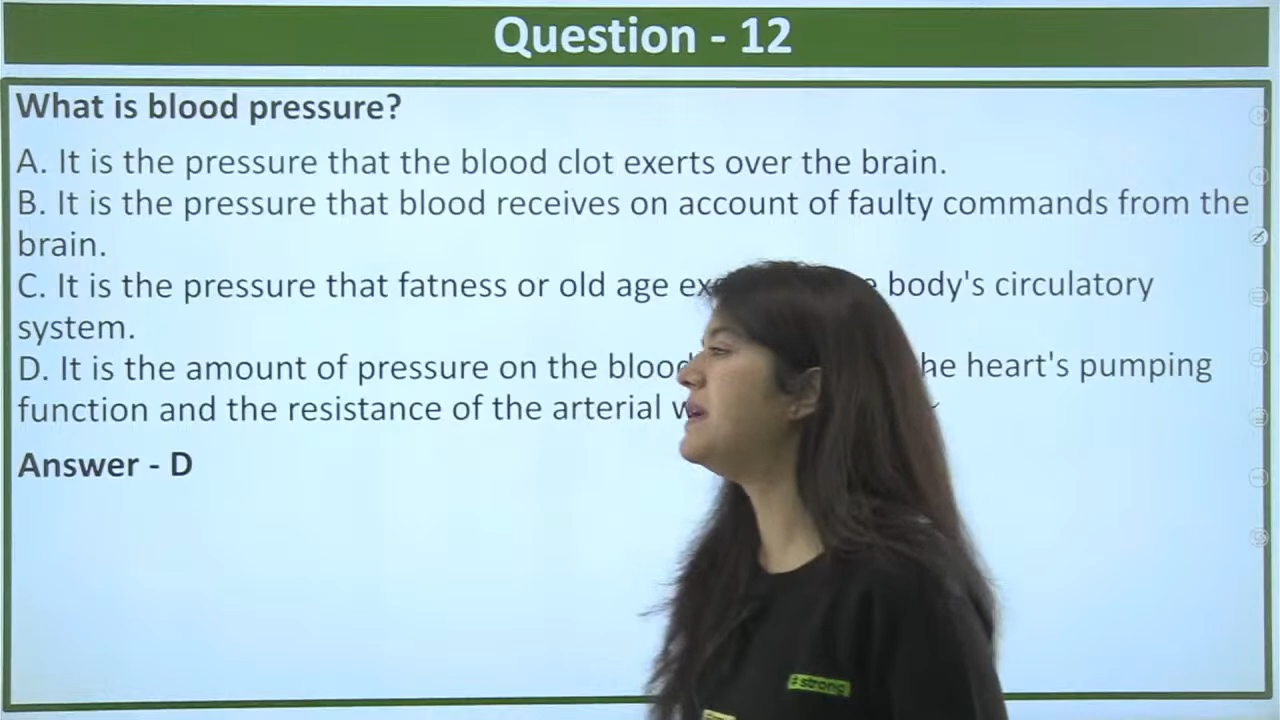 Question - 12
What is blood pressure?
A. It is the pressure that the blood clot exerts over the brain.
B. It is the pressure that blood receives on account of faulty commands from the
brain.
C. It is the pressure that fatness or old age body's circulatory
system.
D. It is the amount of pressure on the heart's pumping
function and the resistance of the arterial
Answer - D
#strong